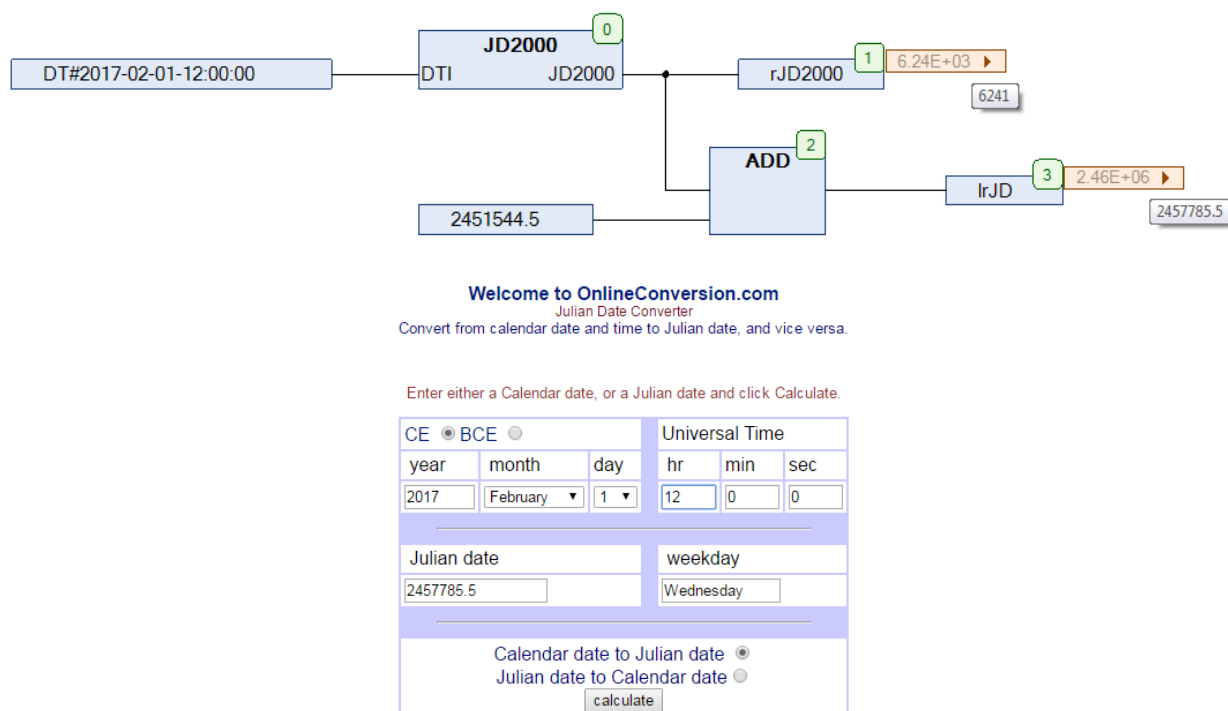 0
JD2000
DT#2017-02-01-12:00:00
DTI JD2000
rJD2000
1
6.24E+03
6241
2
ADD
3
lrJD
2.46E+06
2451544.5
2457785.5
Welcome to OnlineConversion.com
Julian Date Converter
Convert from calendar date and time to Julian date, and vice versa.
Enter either a Calendar date, or a Julian date and click Calculate.
CE BCE Universal Time
year month day hr min sec
2017 February 1 12 0 0
Julian date weekday
2457785.5 Wednesday
Calendar date to Julian date
Julian date to Calendar date
calculate